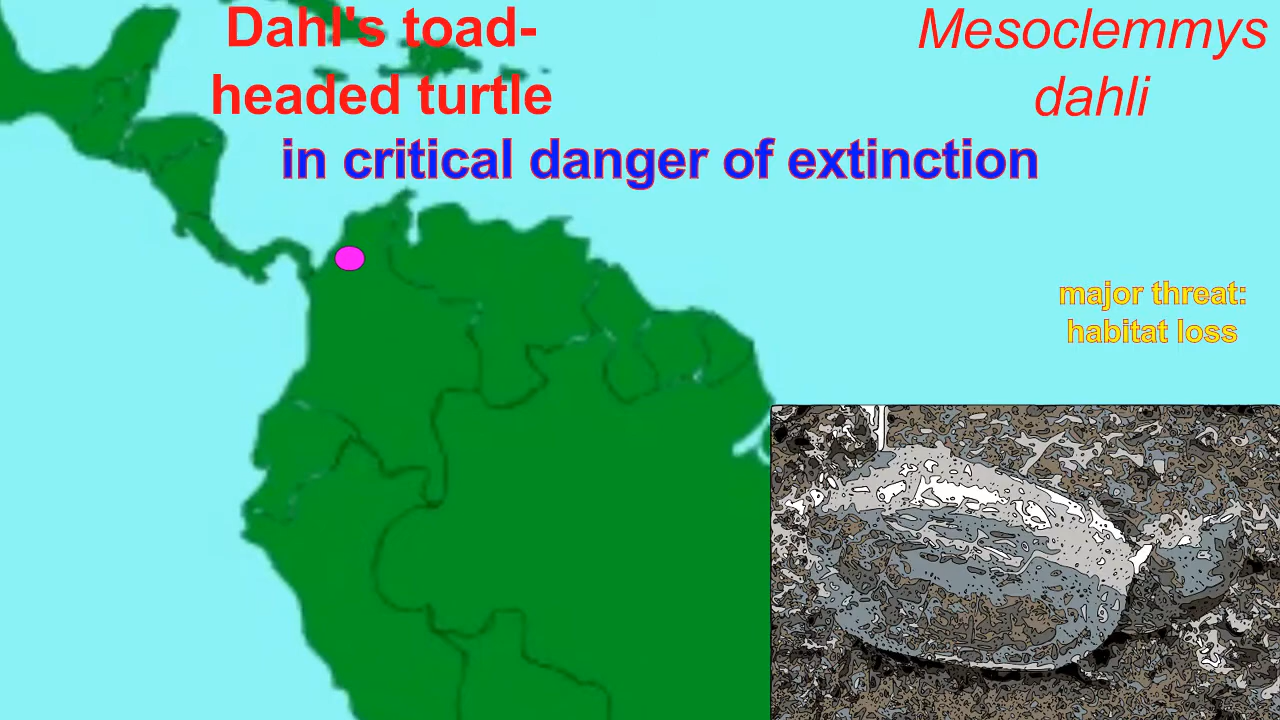 Dahl's toad-
headed turtle
Mesoclemmys
dahli
in critical danger of extinction
major threat:
habitat loss